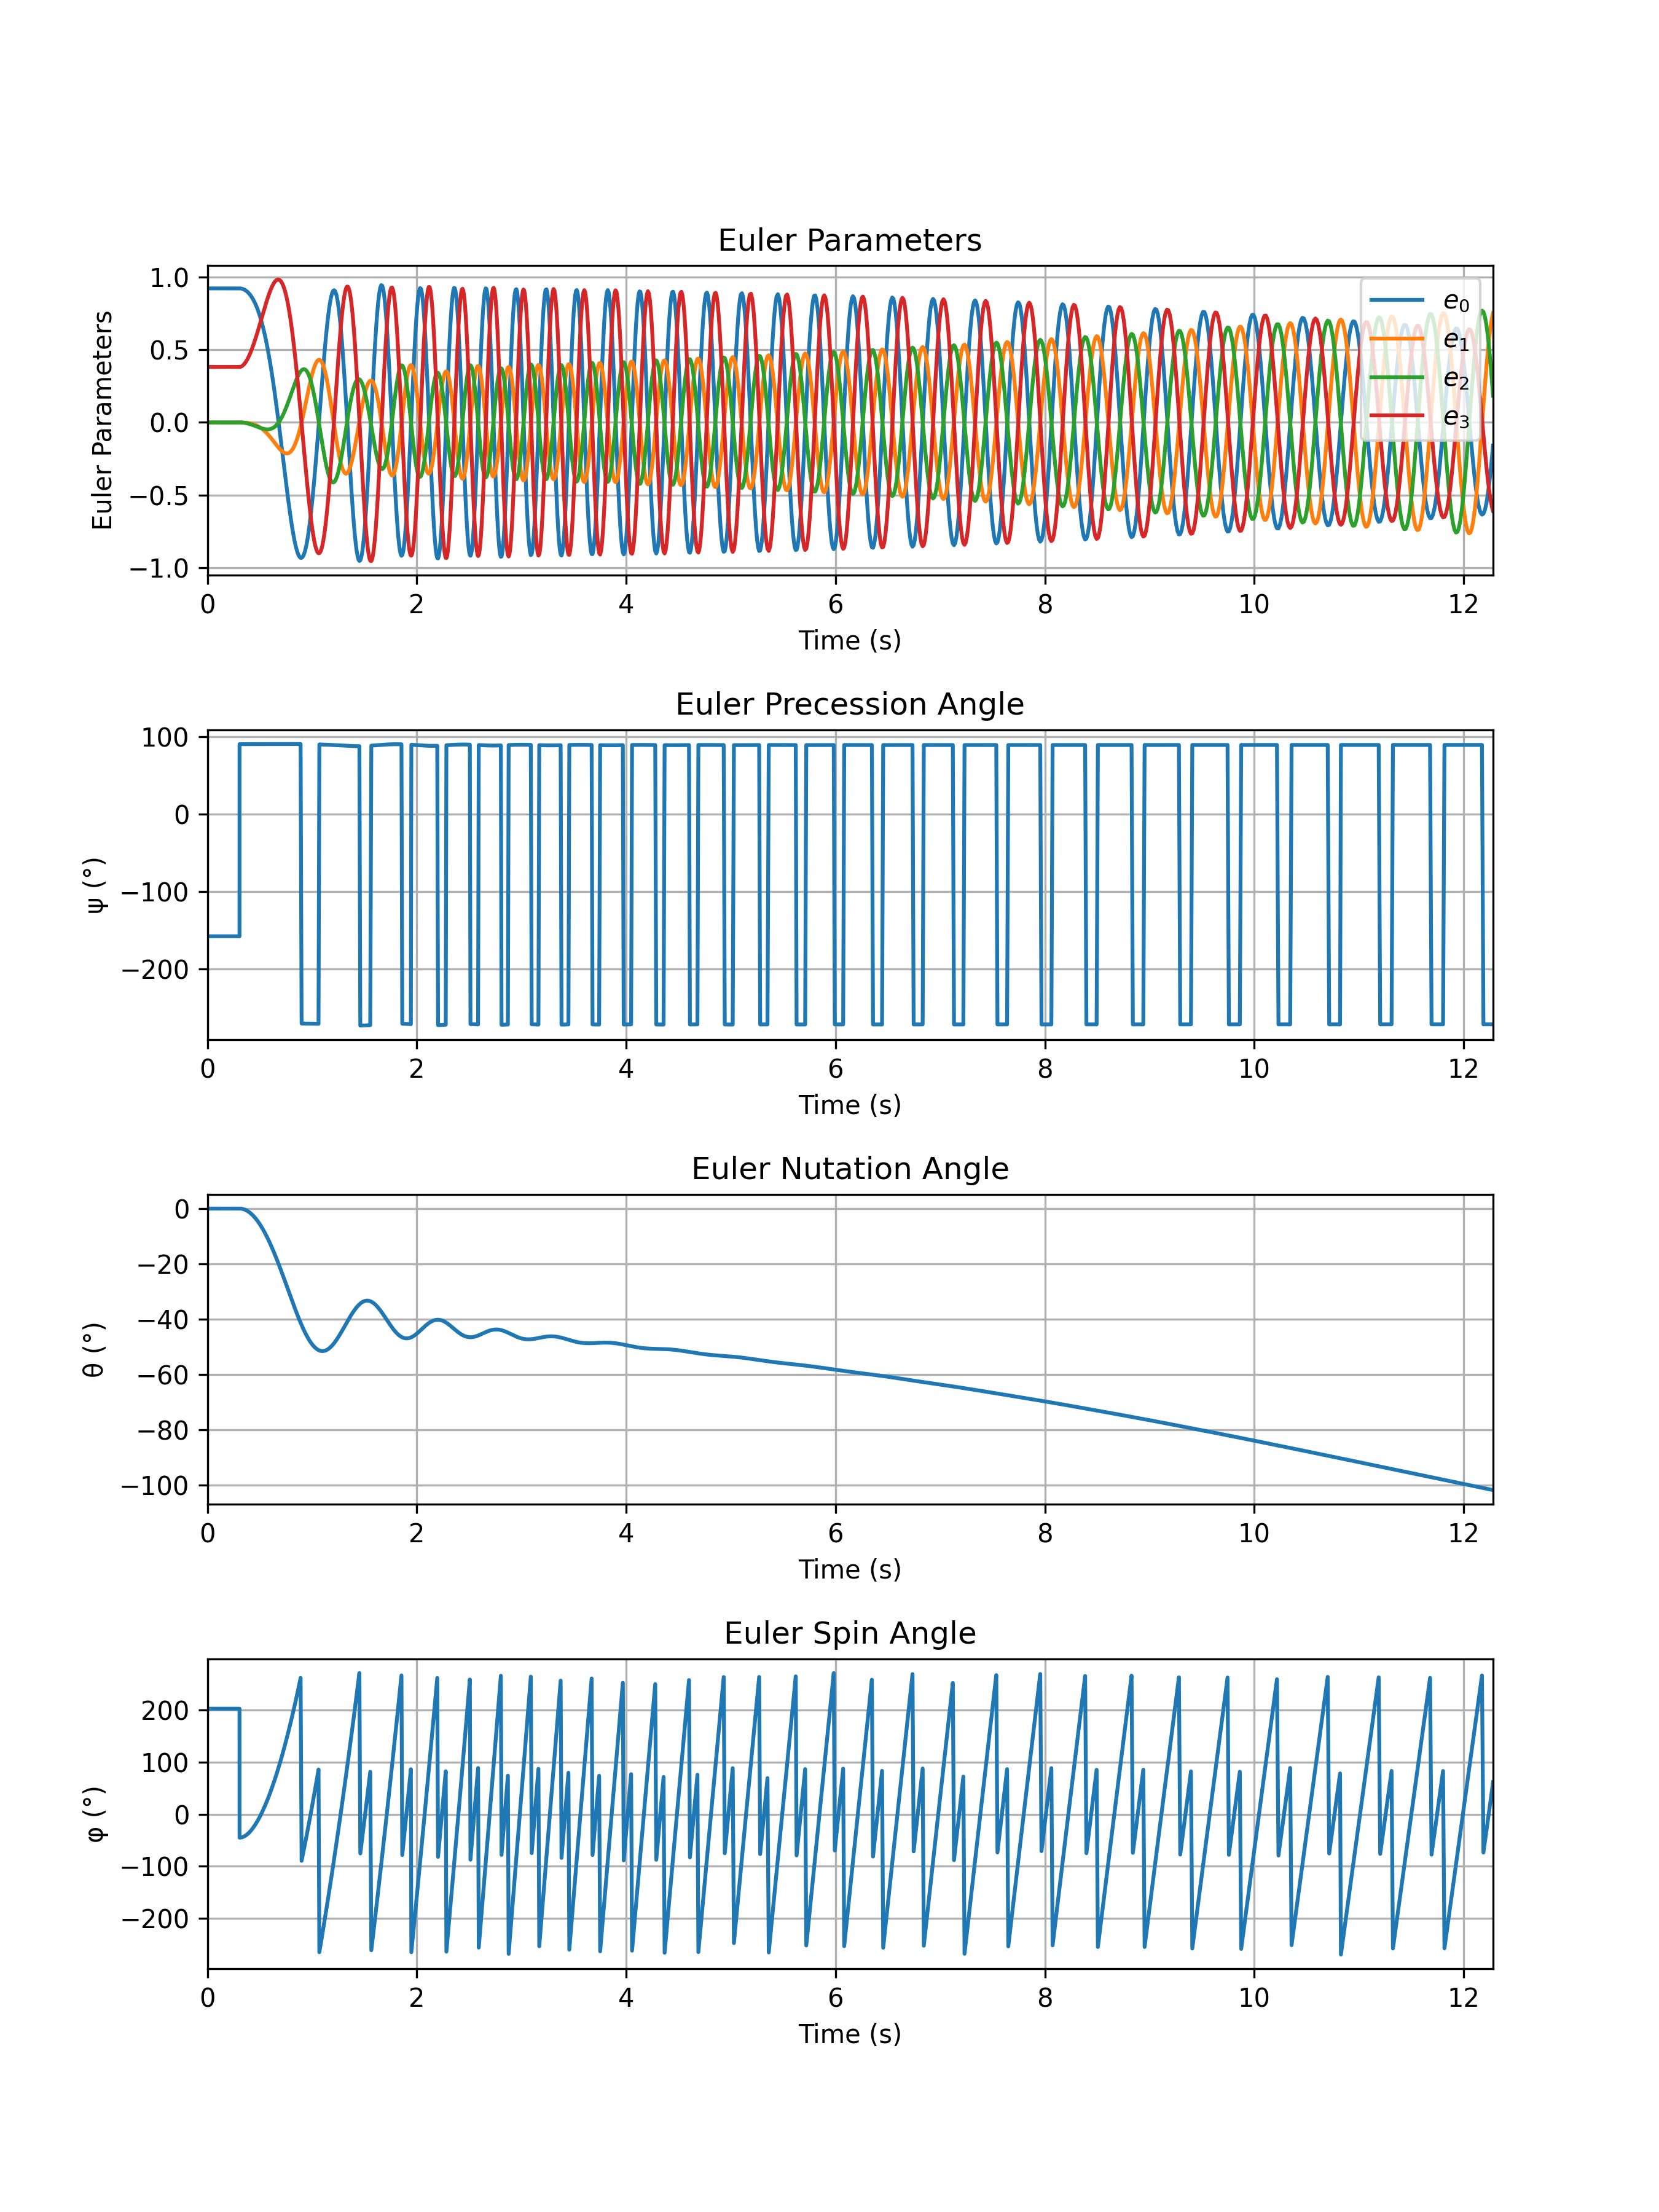 Euler Parameters
1.0
0.5
0.0
−0.5
−1.0
Euler Parameters
e0
e1
e2
e3
0 2 4 6 8 10 12
Time (s)
Euler Precession Angle
100
0
−100
−200
ψ (°)
0 2 4 6 8 10 12
Time (s)
Euler Nutation Angle
0
−20
−40
−60
−80
−100
θ (°)
0 2 4 6 8 10 12
Time (s)
Euler Spin Angle
200
100
0
−100
−200
φ (°)
0 2 4 6 8 10 12
Time (s)